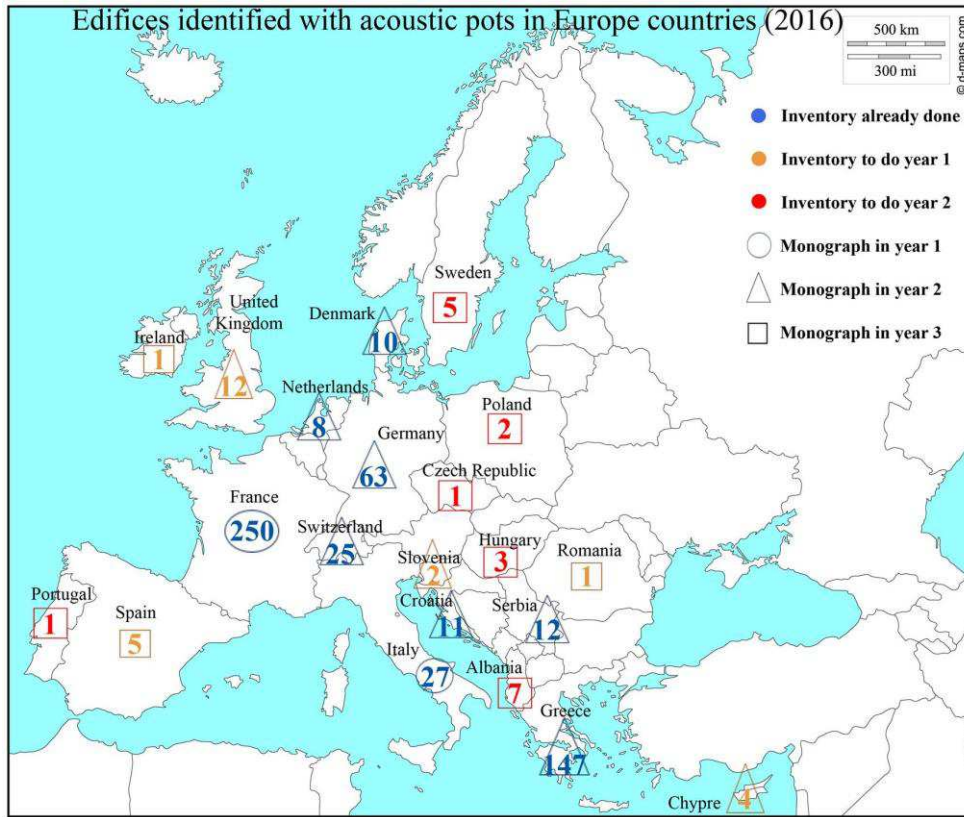 Edifices identified with acoustic pots in Europe countries (2016)
500 km
300 mi
© d-maps.com
Inventory already done
Inventory to do year 1
Inventory to do year 2
Monograph in year 1
Monograph in year 2
Monograph in year 3
Sweden
5
United
Kingdom
12
Denmark
10
Ireland
1
Netherlands
8
Poland
2
Germany
63
Czech Republic
1
France
250
Switzerland
25
Slovenia
2
Hungary
3
Romania
1
Portugal
1
Spain
5
Croatia
11
Serbia
12
Italy
27
Albania
7
Greece
147
Chypre
4